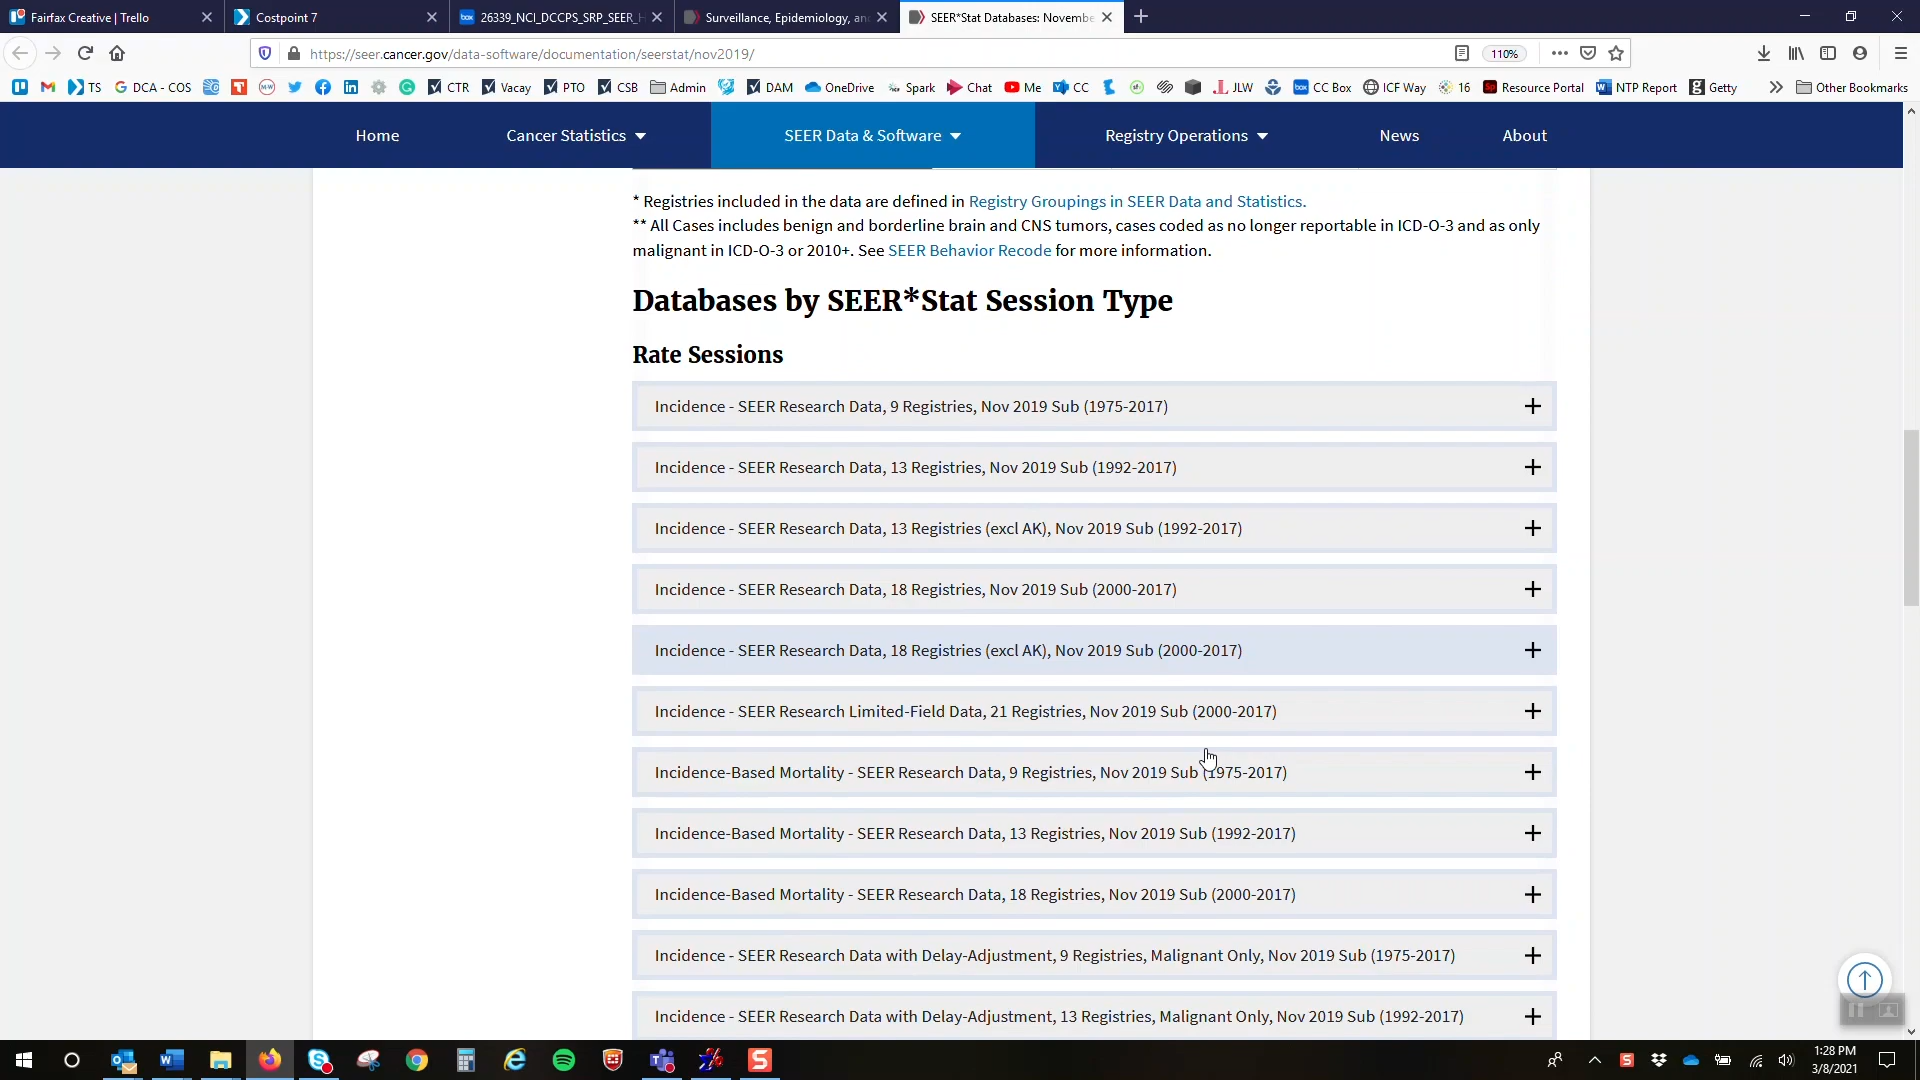 Fairfax Creative | Trello
Costpoint 7
26339_NCI_DCCPS_SRP_SEER_H
Surveillance, Epidemiology, an
SEER*Stat Databases: Novembe
https://seer.cancer.gov/data-software/documentation/seerstat/nov2019/
110%
TS
DCA - COS
CTR
Vacay
PTO
CSB
Admin
DAM
OneDrive
Spark
Chat
Me
CC
JLW
CC Box
ICF Way
16
Resource Portal
NTP Report
Getty
Other Bookmarks
Home
Cancer Statistics
SEER Data & Software
Registry Operations
News
About
* Registries included in the data are defined in Registry Groupings in SEER Data and Statistics.
** All Cases includes benign and borderline brain and CNS tumors, cases coded as no longer reportable in ICD-O-3 and as only
malignant in ICD-O-3 or 2010+. See SEER Behavior Recode for more information.
Databases by SEER*Stat Session Type
Rate Sessions
Incidence - SEER Research Data, 9 Registries, Nov 2019 Sub (1975-2017)
Incidence - SEER Research Data, 13 Registries, Nov 2019 Sub (1992-2017)
Incidence - SEER Research Data, 13 Registries (excl AK), Nov 2019 Sub (1992-2017)
Incidence - SEER Research Data, 18 Registries, Nov 2019 Sub (2000-2017)
Incidence - SEER Research Data, 18 Registries (excl AK), Nov 2019 Sub (2000-2017)
Incidence - SEER Research Limited-Field Data, 21 Registries, Nov 2019 Sub (2000-2017)
Incidence-Based Mortality - SEER Research Data, 9 Registries, Nov 2019 Sub (1975-2017)
Incidence-Based Mortality - SEER Research Data, 13 Registries, Nov 2019 Sub (1992-2017)
Incidence-Based Mortality - SEER Research Data, 18 Registries, Nov 2019 Sub (2000-2017)
Incidence - SEER Research Data with Delay-Adjustment, 9 Registries, Malignant Only, Nov 2019 Sub (1975-2017)
Incidence - SEER Research Data with Delay-Adjustment, 13 Registries, Malignant Only, Nov 2019 Sub (1992-2017)
1:28 PM
3/8/2021